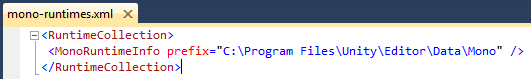 mono-runtimes.xml
<RuntimeCollection>
<MonoRuntimeInfo prefix="C:\Program Files\Unity\Editor\Data\Mono" />
</RuntimeCollection>